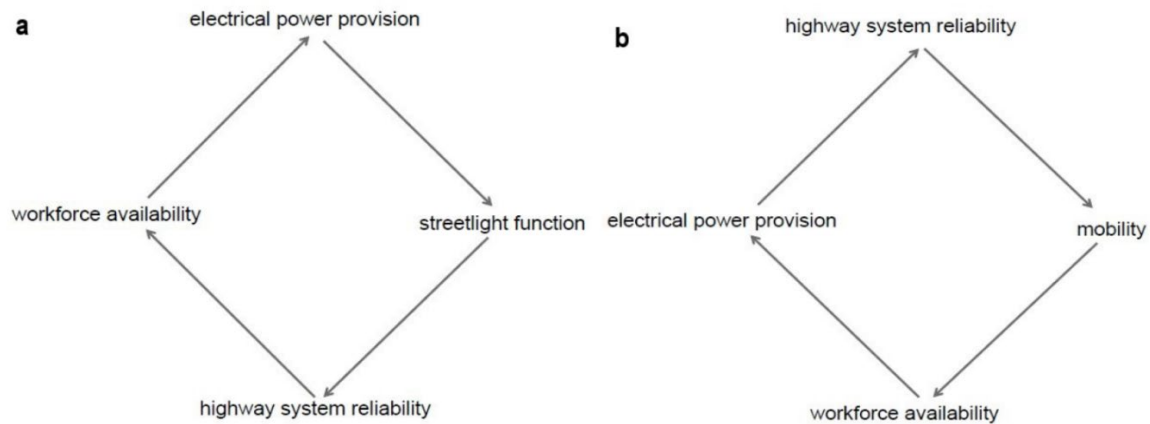 a
electrical power provision
workforce availability
streetlight function
highway system reliability
b
highway system reliability
electrical power provision
mobility
workforce availability